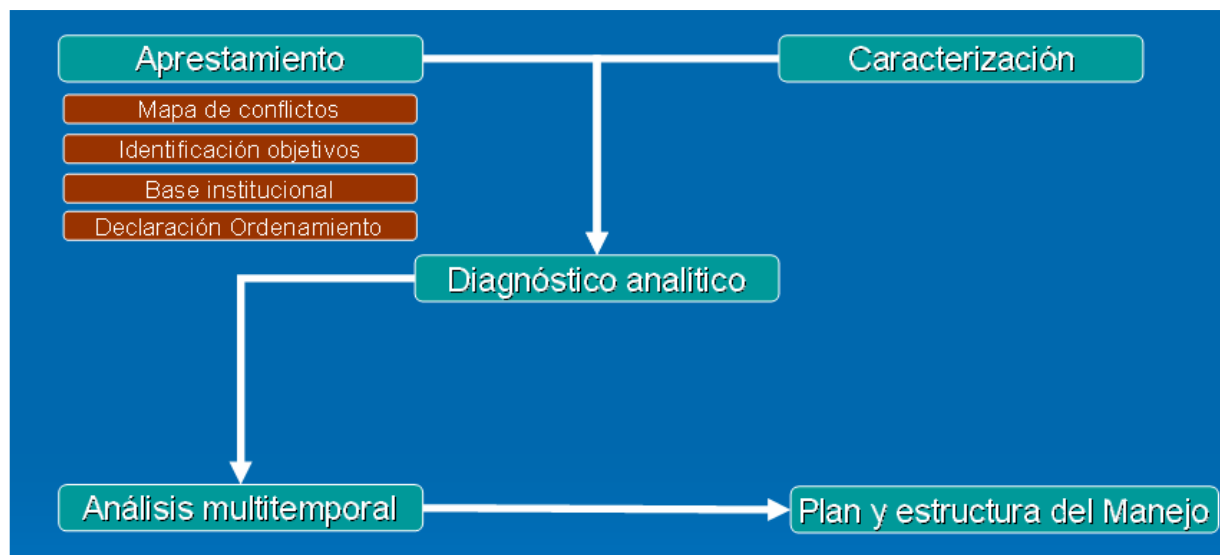 Aprestamiento
Caracterización
Mapa de conflictos
Identificación objetivos
Base institucional
Declaración Ordenamiento
Diagnóstico analítico
Análisis multitemporal
Plan y estructura del Manejo